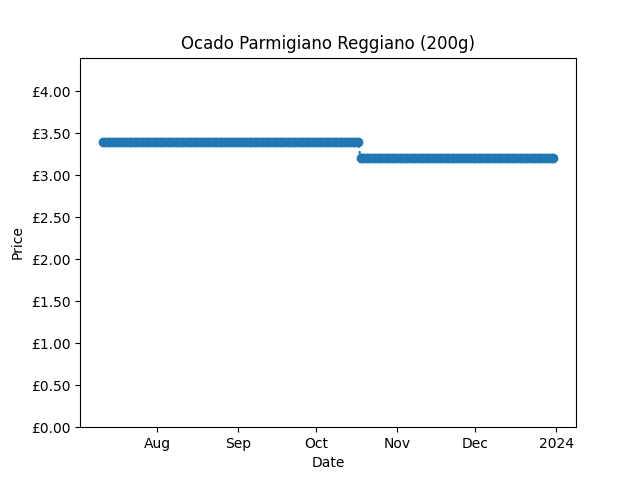 Ocado Parmigiano Reggiano (200g)
£4.00
£3.50
£3.00
£2.50
£2.00
£1.50
£1.00
£0.50
£0.00
Price
Aug Sep Oct Nov Dec 2024
Date